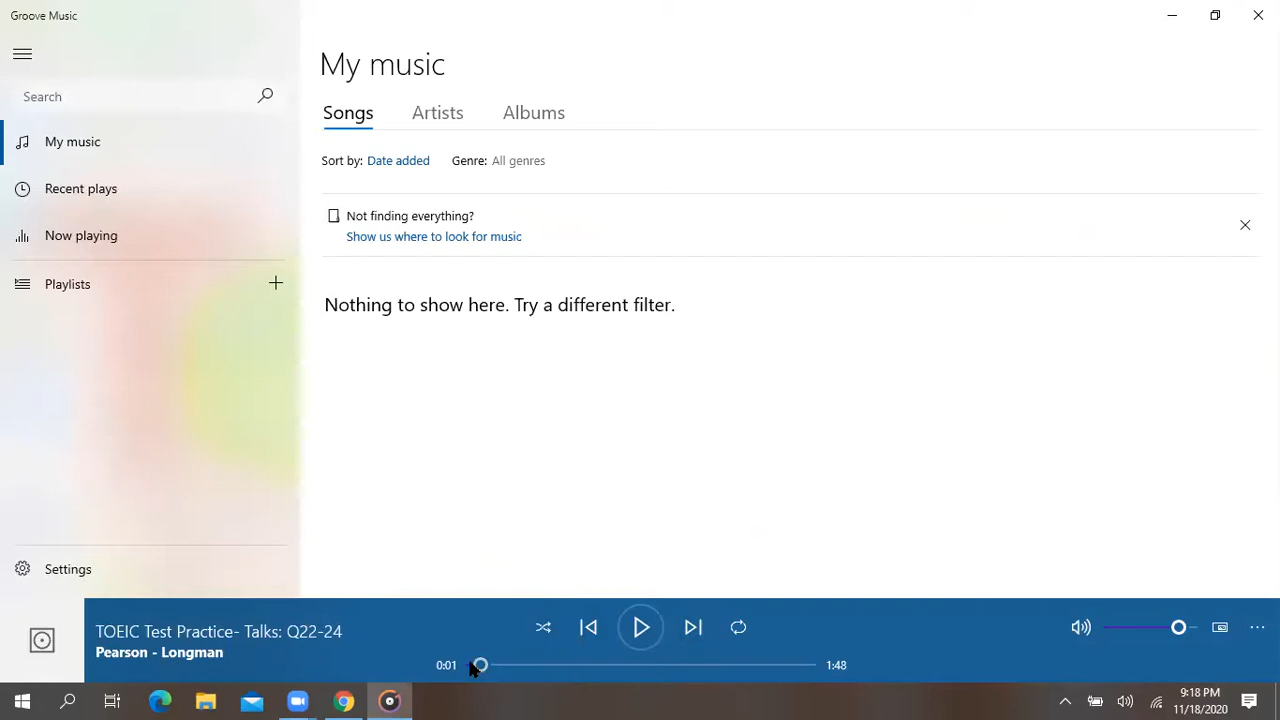 Groove Music
Search
My music
Recent plays
Now playing
Playlists
Settings
My music
Songs Artists Albums
Sort by: Date added Genre: All genres
Not finding everything?
Show us where to look for music
Nothing to show here. Try a different filter.
TOEIC Test Practice- Talks: Q22-24
Pearson - Longman
0:01 1:48
9:18 PM
11/18/2020